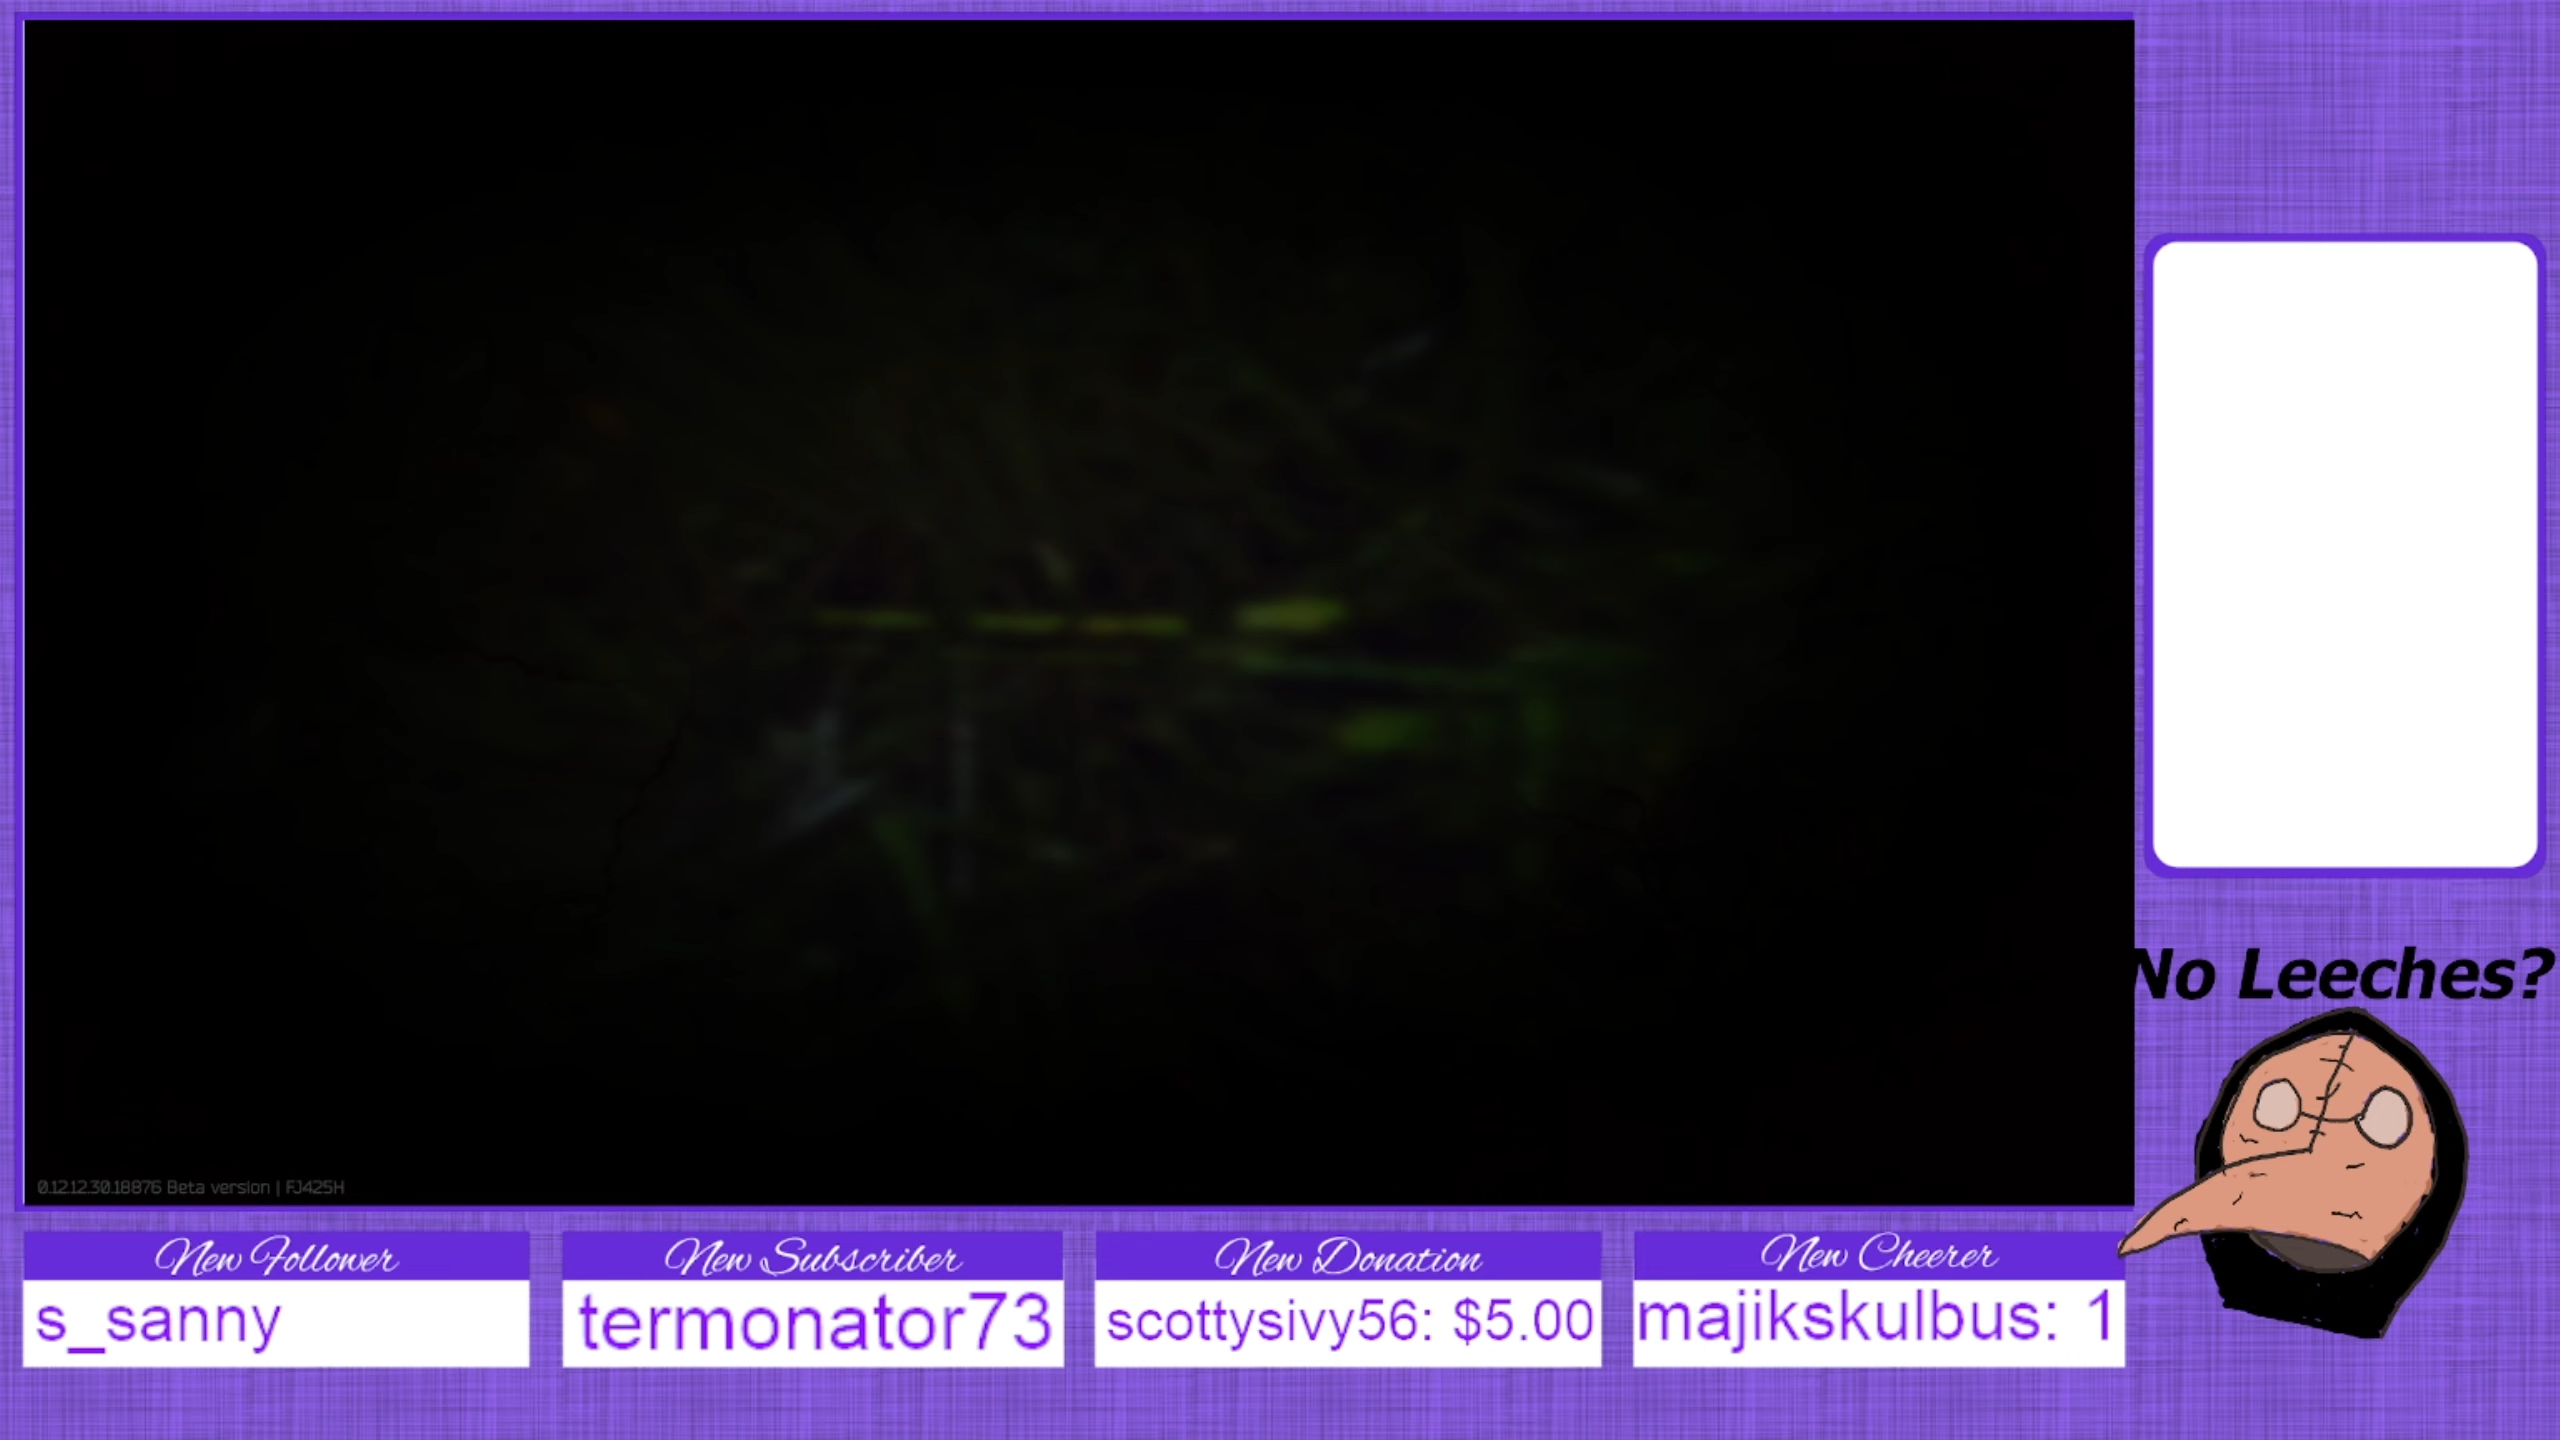 No Leeches?
0.12.12.30.18876 Beta version | FJ425H
New Follower
s_sanny
New Subscriber
termonator73
New Donation
scottysivy56: $5.00
New Cheerer
majikskulbus: 1